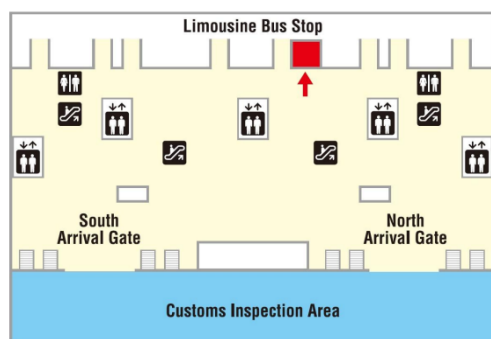 Limousine Bus Stop
South
Arrival Gate
North
Arrival Gate
Customs Inspection Area